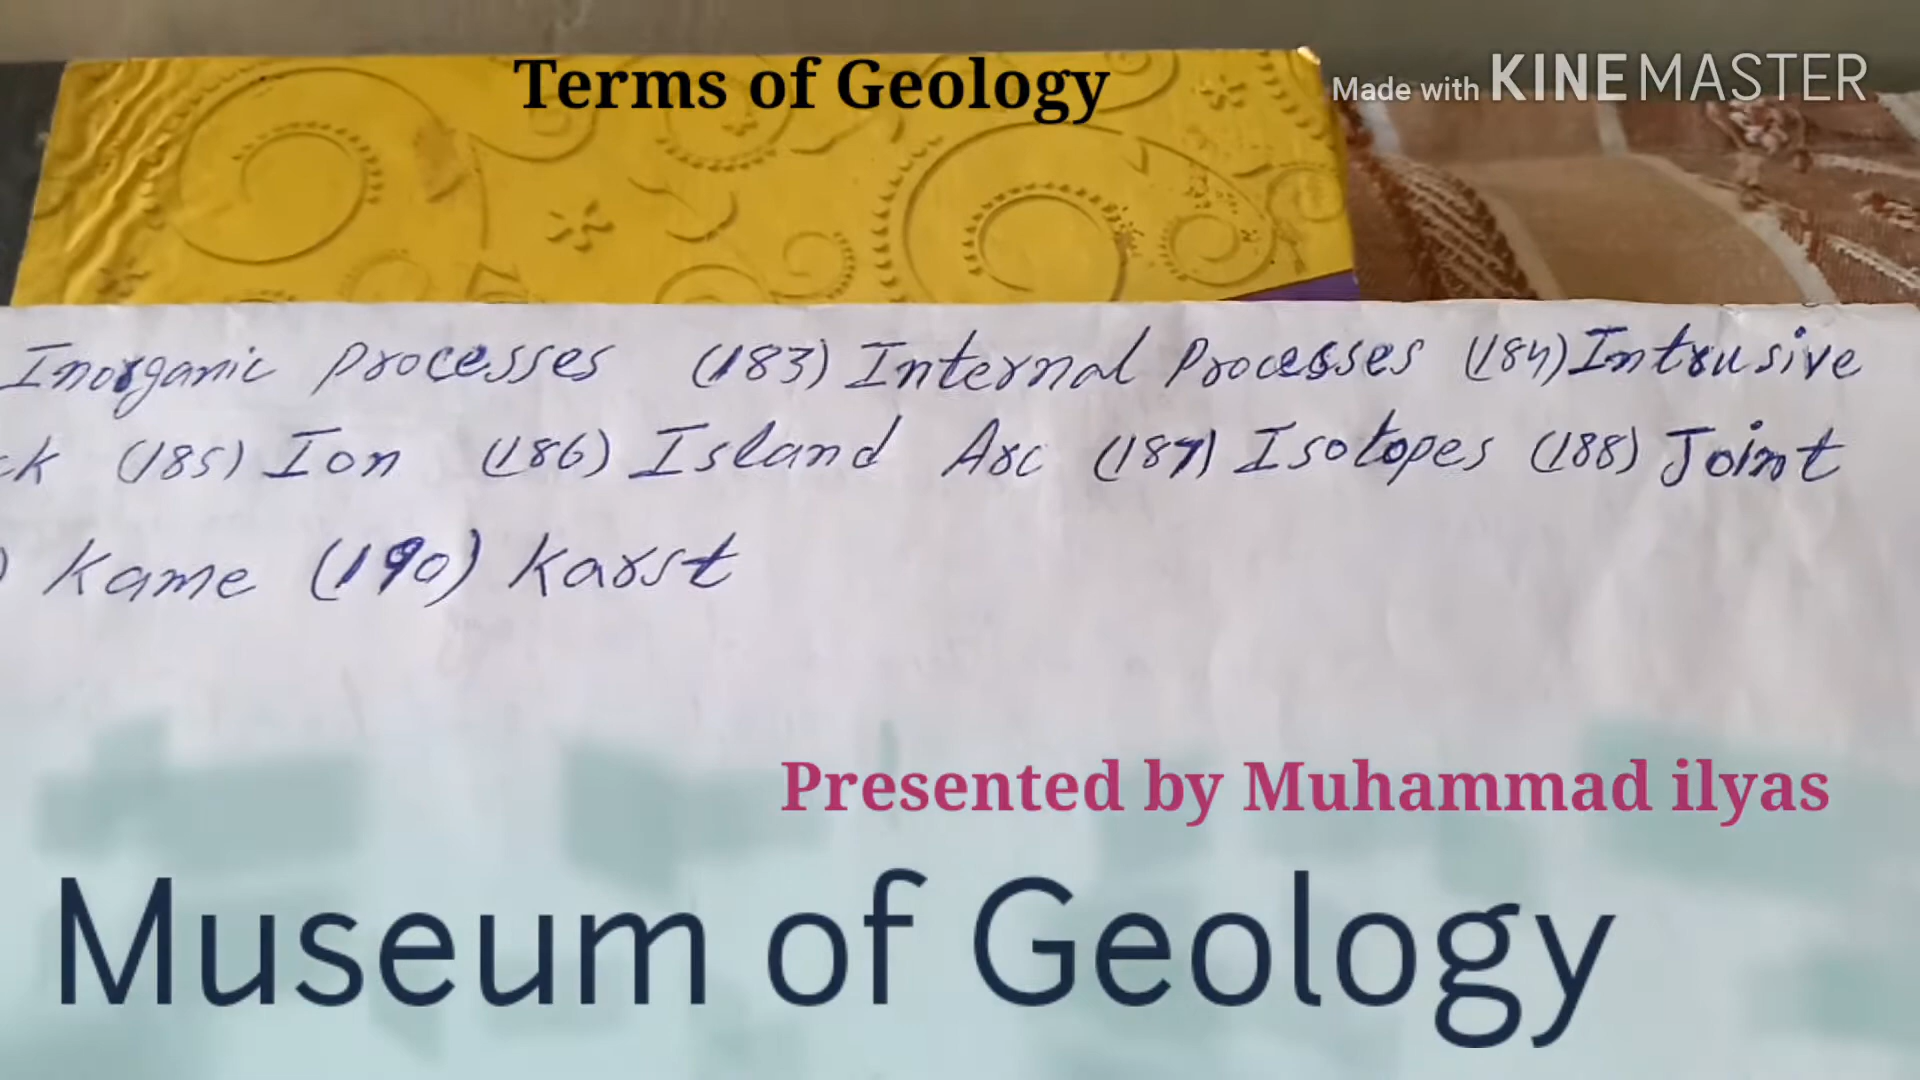 Terms of Geology
Made with KINEMASTER
Inorganic processes (183) Internal Processes (184) Intrusive
ck (185) Ion (186) Island Arc (187) Isotopes (188) Joint
) Kame (190) Karst
Presented by Muhammad ilyas
Museum of Geology